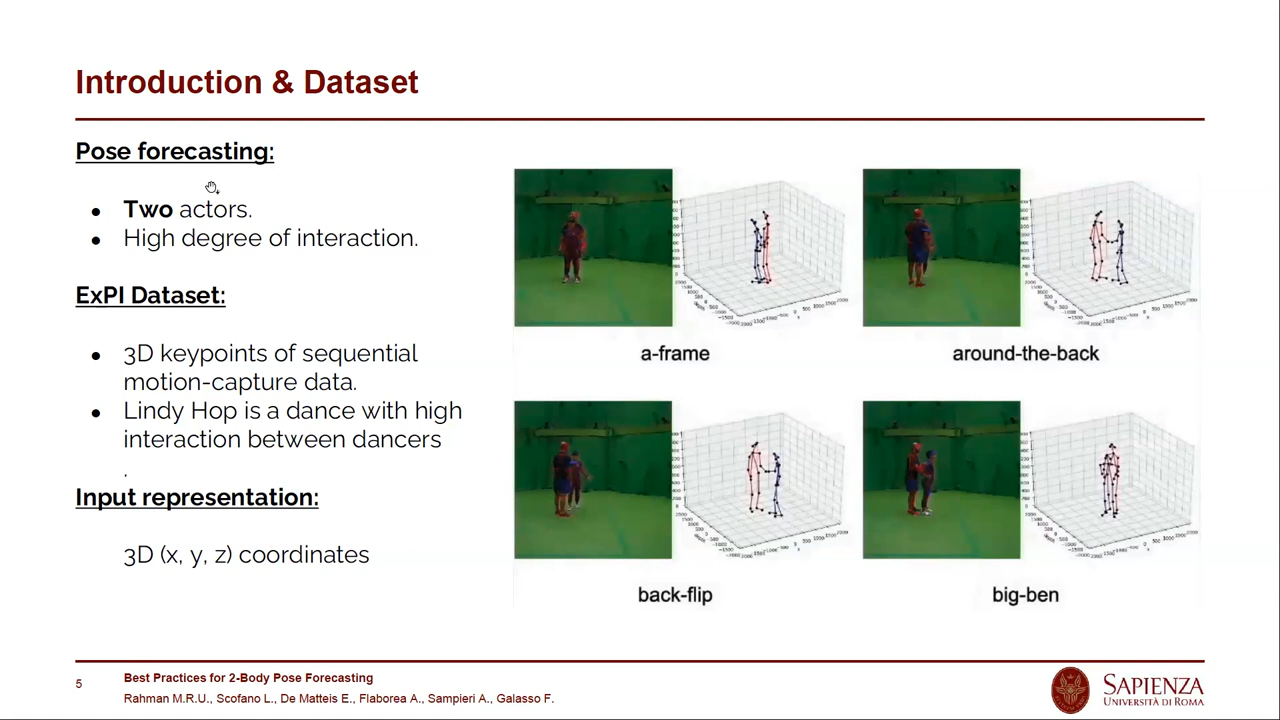 Introduction & Dataset
Pose forecasting:
● Two actors.
● High degree of interaction.
ExPI Dataset:
● 3D keypoints of sequential
motion-capture data.
● Lindy Hop is a dance with high
interaction between dancers
.
Input representation:
3D (x, y, z) coordinates
a-frame
around-the-back
back-flip
big-ben
5
Best Practices for 2-Body Pose Forecasting
Rahman M.R.U., Scofano L., De Matteis E., Flaborea A., Sampieri A., Galasso F.
SAPIENZA
UNIVERSITÀ DI ROMA